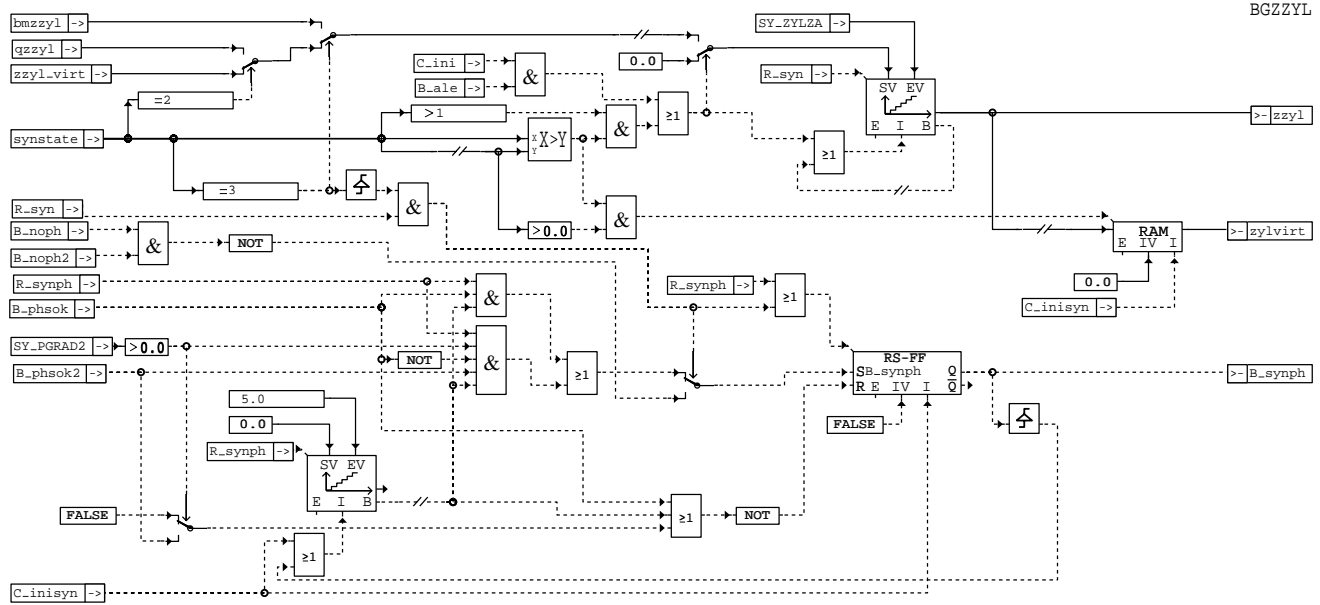 BGZZYL
bmzzyl ->
SY_ZYLZA ->
qzzyl ->
C_ini ->
0.0
R_syn ->
zzyl_virt ->
B_ale ->
&
SV EV
=2
>1
≥1
&
E I B
>- zzyl
synstate ->
X X>Y
Y
≥1
=3
R_syn ->
&
>0.0
&
B_noph ->
&
NOT
RAM
E IV I
>- zylvirt
B_noph2 ->
R_synph ->
&
R_synph ->
≥1
0.0
B_phsok ->
C_inisyn ->
SY_PGRAD2 ->
>0.0
NOT
&
≥1
RS-FF
B_phsok2 ->
S B_synph Q
>- B_synph
R E IV I Q
5.0
0.0
FALSE
R_synph ->
SV EV
E I B
FALSE
≥1
NOT
≥1
C_inisyn ->